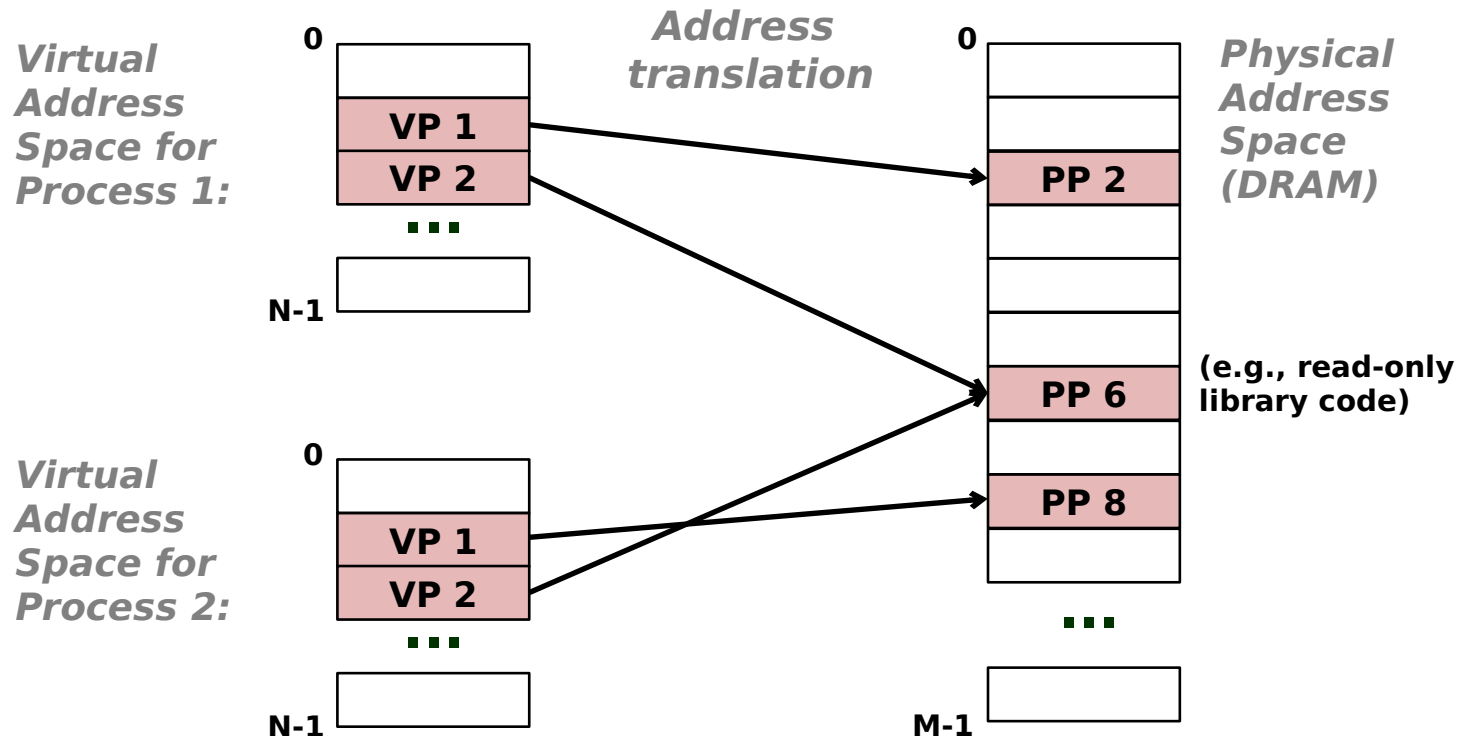 Virtual
Address
Space for
Process 1:
0
VP 1
VP 2
...
N-1
Address
translation
0
PP 2
PP 6
PP 8
...
M-1
Physical
Address
Space
(DRAM)
(e.g., read-only
library code)
Virtual
Address
Space for
Process 2:
0
VP 1
VP 2
...
N-1